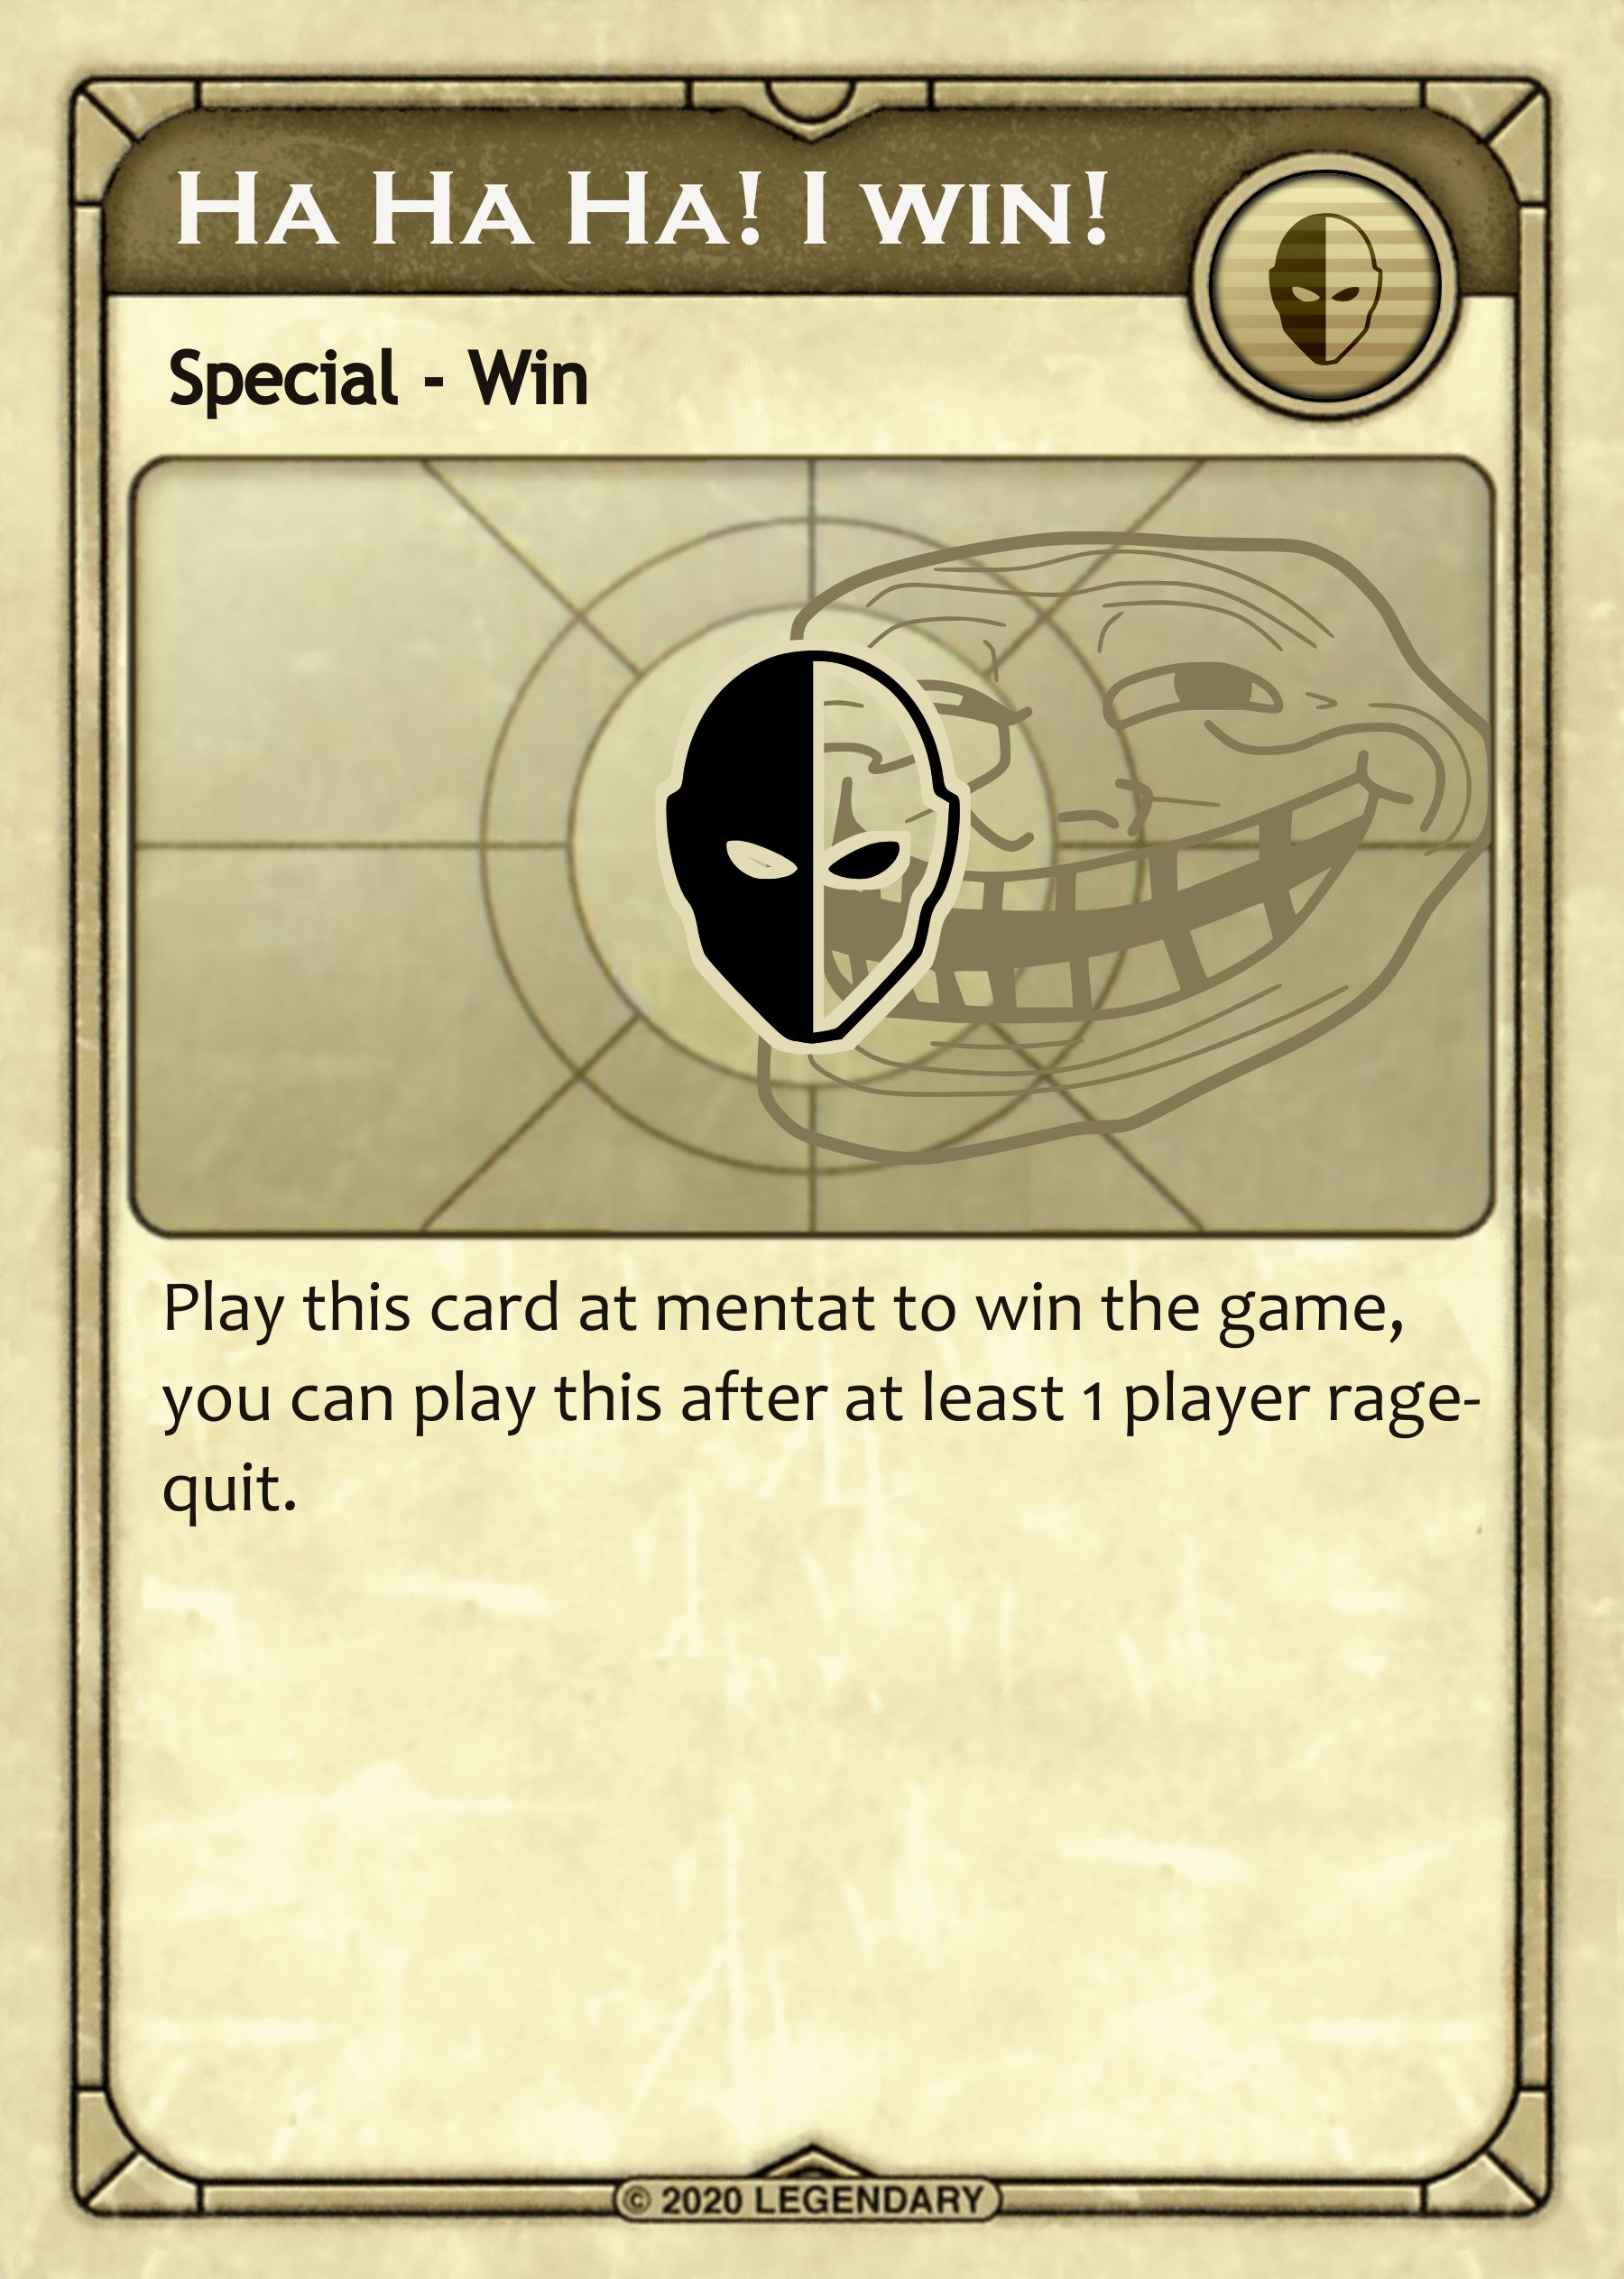 Ha Ha Ha! I win!
Special - Win
Play this card at mentat to win the game,
you can play this after at least 1 player rage-
quit.
© 2020 LEGENDARY